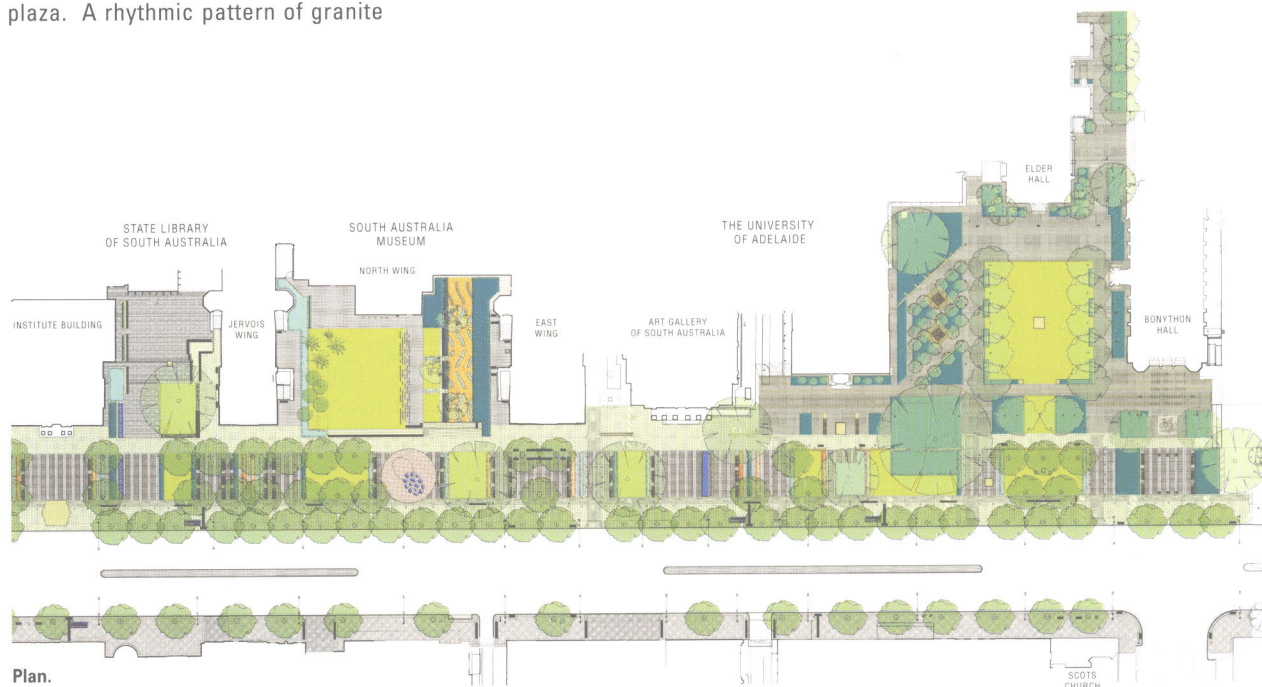 plaza. A rhythmic pattern of granite
STATE LIBRARY
OF SOUTH AUSTRALIA
SOUTH AUSTRALIA
MUSEUM
NORTH WING
INSTITUTE BUILDING
JERVOIS
WING
EAST
WING
ART GALLERY
OF SOUTH AUSTRALIA
THE UNIVERSITY
OF ADELAIDE
ELDER
HALL
BONYTHON
HALL
Plan.
SCOTS
CHURCH